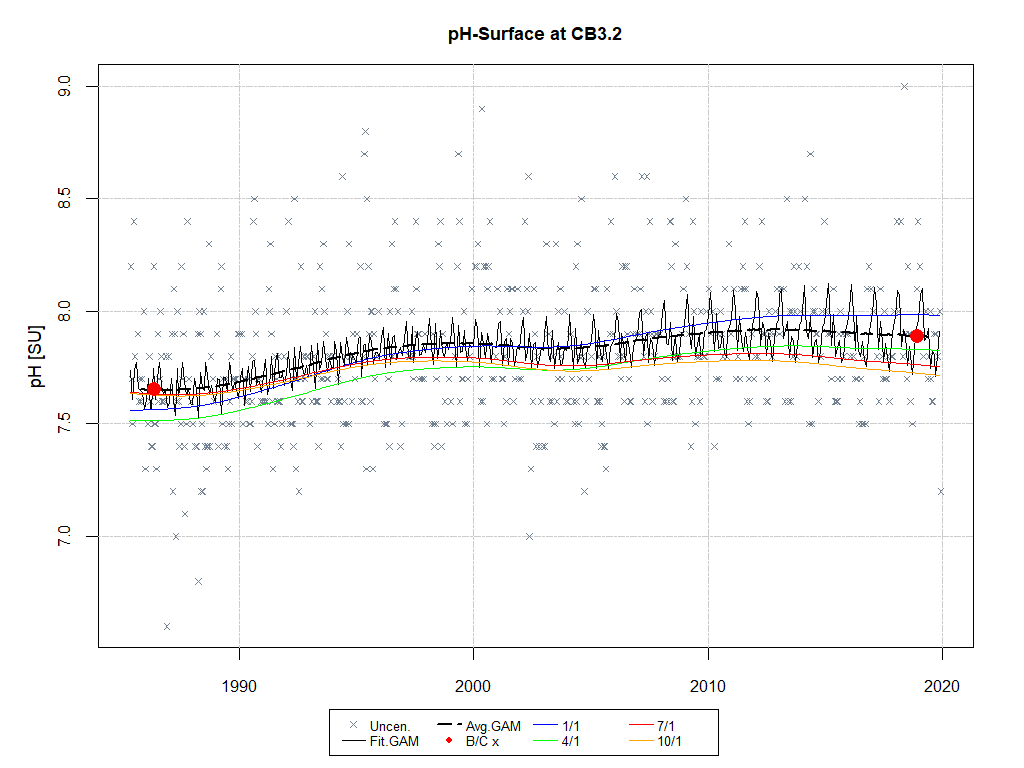 pH-Surface at CB3.2
pH [SU]
9.0
8.5
8.0
7.5
7.0
1990 2000 2010 2020
Uncen. Avg.GAM 1/1 7/1
Fit.GAM B/C x 4/1 10/1